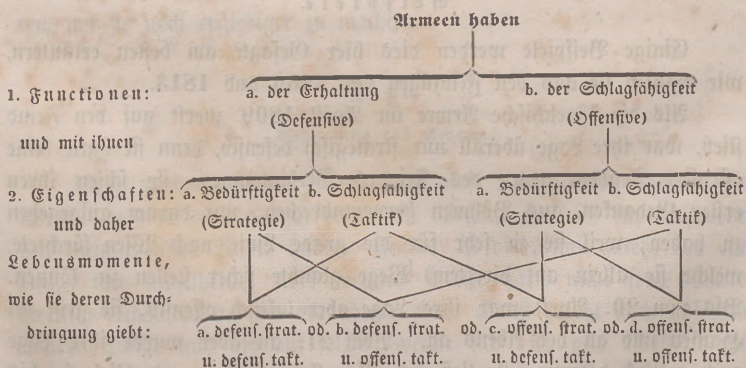 Armeen haben
1. Functionen: a. der Erhaltung b. der Schlagfähigkeit
(Defensive) (Offensive)
und mit ihnen
2. Eigenschaften: a. Bedürftigkeit b. Schlagfähigkeit a. Bedürftigkeit b. Schlagfähigkeit
und daher (Strategie) (Taktik) (Strategie) (Taktik)
Lebensmomente,
wie sie deren Durch-
dringung giebt: a. defens. strat. od. b. defens. strat. od. c. offens. strat. od. d. offens. strat.
u. defens. takt. u. offens. takt. u. defens. takt. u. offens. takt.